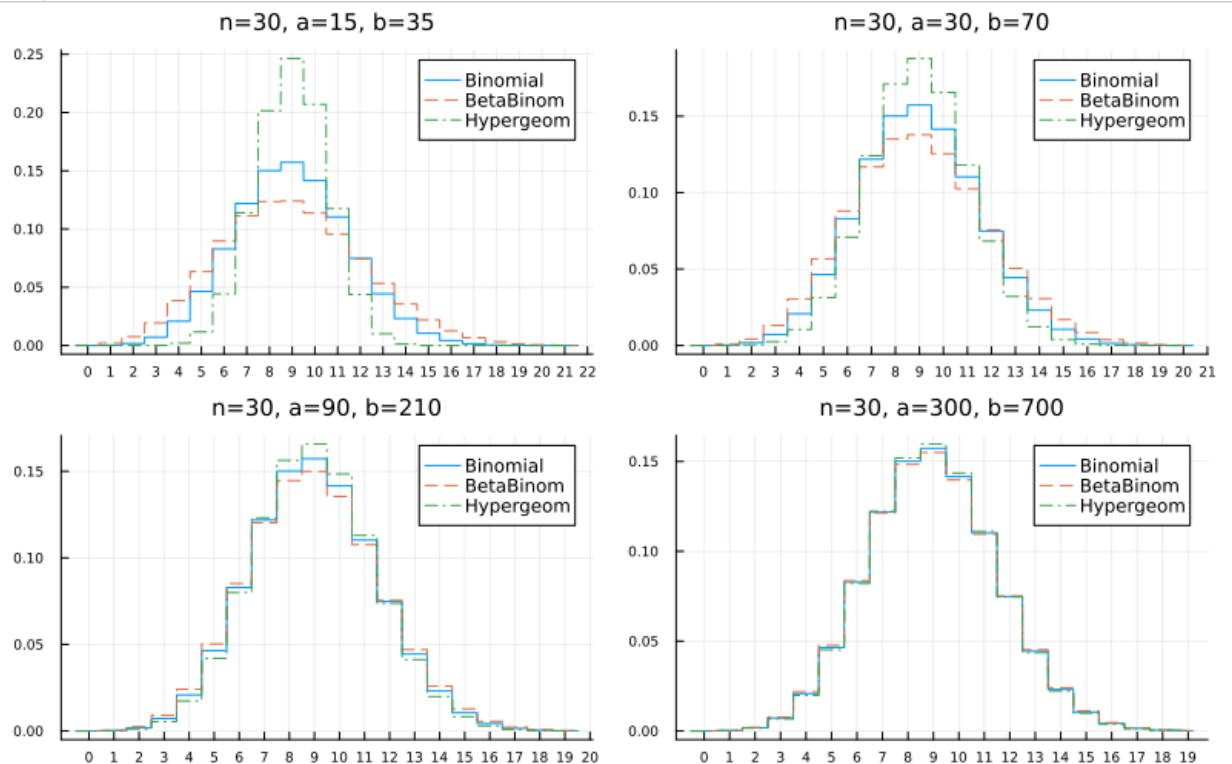 n=30, a=15, b=35
0.25
0.20
0.15
0.10
0.05
0.00
Binomial
BetaBinom
Hypergeom
0 1 2 3 4 5 6 7 8 9 10 11 12 13 14 15 16 17 18 19 20 21 22
n=30, a=30, b=70
0.15
0.10
0.05
0.00
Binomial
BetaBinom
Hypergeom
0 1 2 3 4 5 6 7 8 9 10 11 12 13 14 15 16 17 18 19 20 21
n=30, a=90, b=210
0.15
0.10
0.05
0.00
Binomial
BetaBinom
Hypergeom
0 1 2 3 4 5 6 7 8 9 10 11 12 13 14 15 16 17 18 19 20
n=30, a=300, b=700
0.15
0.10
0.05
0.00
Binomial
BetaBinom
Hypergeom
0 1 2 3 4 5 6 7 8 9 10 11 12 13 14 15 16 17 18 19